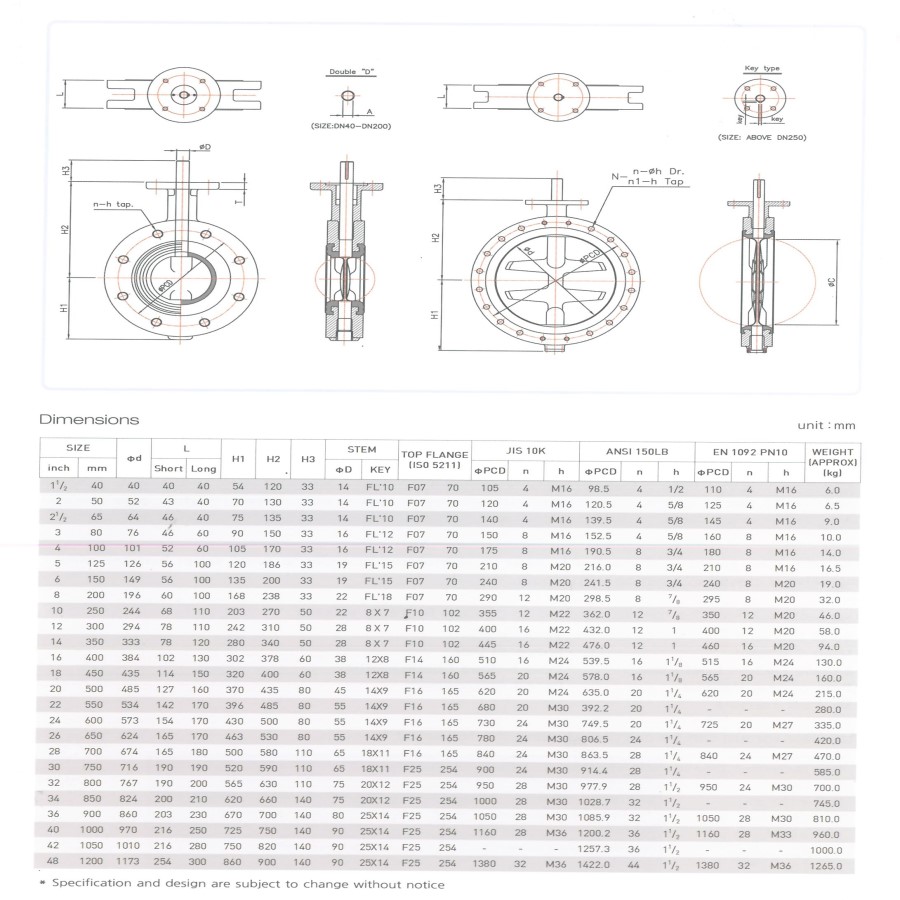 Double "D"
Key type
L
A
L
key
key
(SIZE:DN40-DN200)
(SIZE: ABOVE DN250)
øD
H3
T
H3
N- n-øh Dr.
n1-h Tap
n-h tap.
H2
H2
øPCD
ød
øPCD
øC
H1
H1
Dimensions
unit : mm
SIZE Φd L H1 H2 H3 STEM TOP FLANGE (IS0 5211) JIS 10K ANSI 150LB EN 1092 PN10 WEIGHT (APPROX) (kg)
inch mm Short Long ΦD KEY ΦPCD n h ΦPCD n h ΦPCD n h
1 1/2 40 40 40 40 54 120 33 14 FL'10 F07 70 105 4 M16 98.5 4 1/2 110 4 M16 6.0
2 50 52 43 40 70 130 33 14 FL'10 F07 70 120 4 M16 120.5 4 5/8 125 4 M16 6.5
2 1/2 65 64 46 40 75 135 33 14 FL'10 F07 70 140 4 M16 139.5 4 5/8 145 4 M16 9.0
3 80 76 46 60 90 150 33 16 FL'12 F07 70 150 8 M16 152.5 4 5/8 160 8 M16 10.0
4 100 101 52 60 105 170 33 16 FL'12 F07 70 175 8 M16 190.5 8 3/4 180 8 M16 14.0
5 125 126 56 100 120 186 33 19 FL'15 F07 70 210 8 M20 216.0 8 3/4 210 8 M16 16.5
6 150 149 56 100 135 200 33 19 FL'15 F07 70 240 8 M20 241.5 8 3/4 240 8 M20 19.0
8 200 196 60 100 168 238 33 22 FL'18 F07 70 290 12 M20 298.5 8 7/8 295 8 M20 32.0
10 250 244 68 110 203 270 50 22 8 X 7 F10 102 355 12 M22 362.0 12 7/8 350 12 M20 46.0
12 300 294 78 110 242 310 50 28 8 X 7 F10 102 400 16 M22 432.0 12 1 400 12 M20 58.0
14 350 333 78 120 280 340 50 28 8 X 7 F10 102 445 16 M22 476.0 12 1 460 16 M20 94.0
16 400 384 102 130 302 378 60 38 12X8 F14 160 510 16 M24 539.5 16 1 1/8 515 16 M24 130.0
18 450 435 114 150 320 400 60 38 12X8 F14 160 565 20 M24 578.0 16 1 1/8 565 20 M24 160.0
20 500 485 127 160 370 435 80 45 14X9 F16 165 620 20 M24 635.0 20 1 1/4 620 20 M24 215.0
22 550 534 142 170 396 485 80 55 14X9 F16 165 680 20 M30 392.2 20 1 1/4 - - - 280.0
24 600 573 154 170 430 500 80 55 14X9 F16 165 730 24 M30 749.5 20 1 1/4 725 20 M27 335.0
26 650 624 165 170 463 530 80 55 14X9 F16 165 780 24 M30 806.5 24 1 1/4 - - - 420.0
28 700 674 165 180 500 580 110 65 18X11 F16 165 840 24 M30 863.5 28 1 1/4 840 24 M27 470.0
30 750 716 190 190 520 590 110 65 18X11 F25 254 900 24 M30 914.4 28 1 1/4 - - - 585.0
32 800 767 190 200 565 630 110 75 20X12 F25 254 950 28 M30 977.9 28 1 1/2 950 24 M30 700.0
34 850 824 200 210 620 660 140 75 20X12 F25 254 1000 28 M30 1028.7 32 1 1/2 - - - 745.0
36 900 860 203 230 670 700 140 80 25X14 F25 254 1050 28 M30 1085.9 32 1 1/2 1050 28 M30 810.0
40 1000 970 216 250 725 750 140 90 25X14 F25 254 1160 28 M36 1200.2 36 1 1/2 1160 28 M33 960.0
42 1050 1010 216 280 750 820 140 90 25X14 F25 254 - - - 1257.3 36 1 1/2 - - - 1000.0
48 1200 1173 254 300 860 900 140 90 25X14 F25 254 1380 32 M36 1422.0 44 1 1/2 1380 32 M36 1265.0
* Specification and design are subject to change without notice